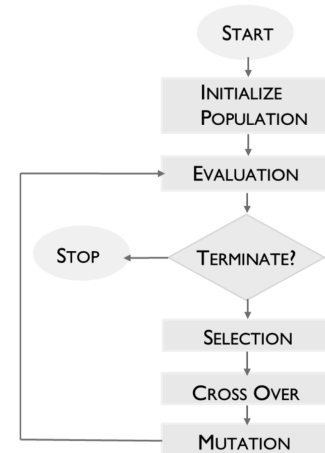 START
INITIALIZE
POPULATION
EVALUATION
STOP
TERMINATE?
SELECTION
CROSS OVER
MUTATION